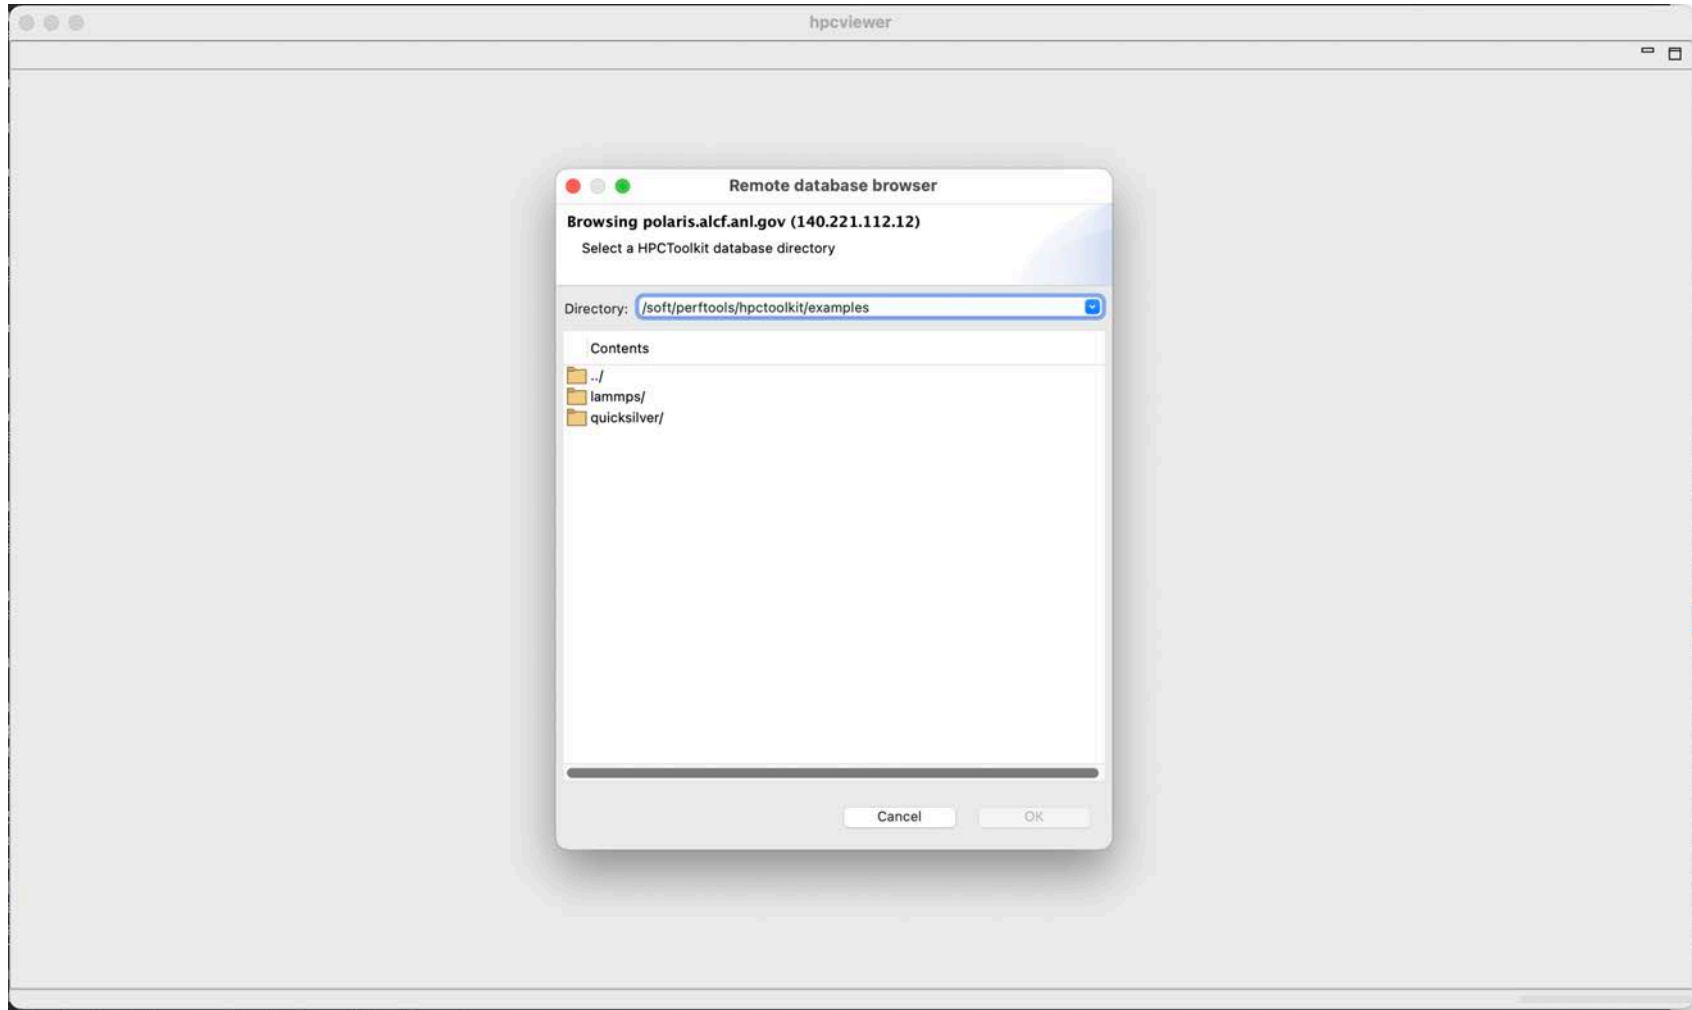 hpcviewer
Remote database browser
Browsing polaris.alcf.anl.gov (140.221.112.12)
Select a HPCToolkit database directory
Directory: /soft/perftools/hpctoolkit/examples
Contents
../
lammps/
quicksilver/
Cancel OK